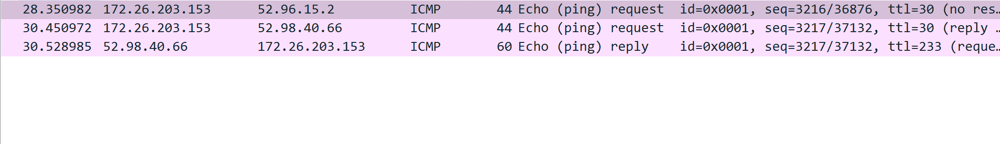 28.350982 172.26.203.153 52.96.15.2 ICMP 44 Echo (ping) request id=0x0001, seq=3216/36876, ttl=30 (no res…
30.450972 172.26.203.153 52.98.40.66 ICMP 44 Echo (ping) request id=0x0001, seq=3217/37132, ttl=30 (reply …
30.528985 52.98.40.66 172.26.203.153 ICMP 60 Echo (ping) reply id=0x0001, seq=3217/37132, ttl=233 (reque…